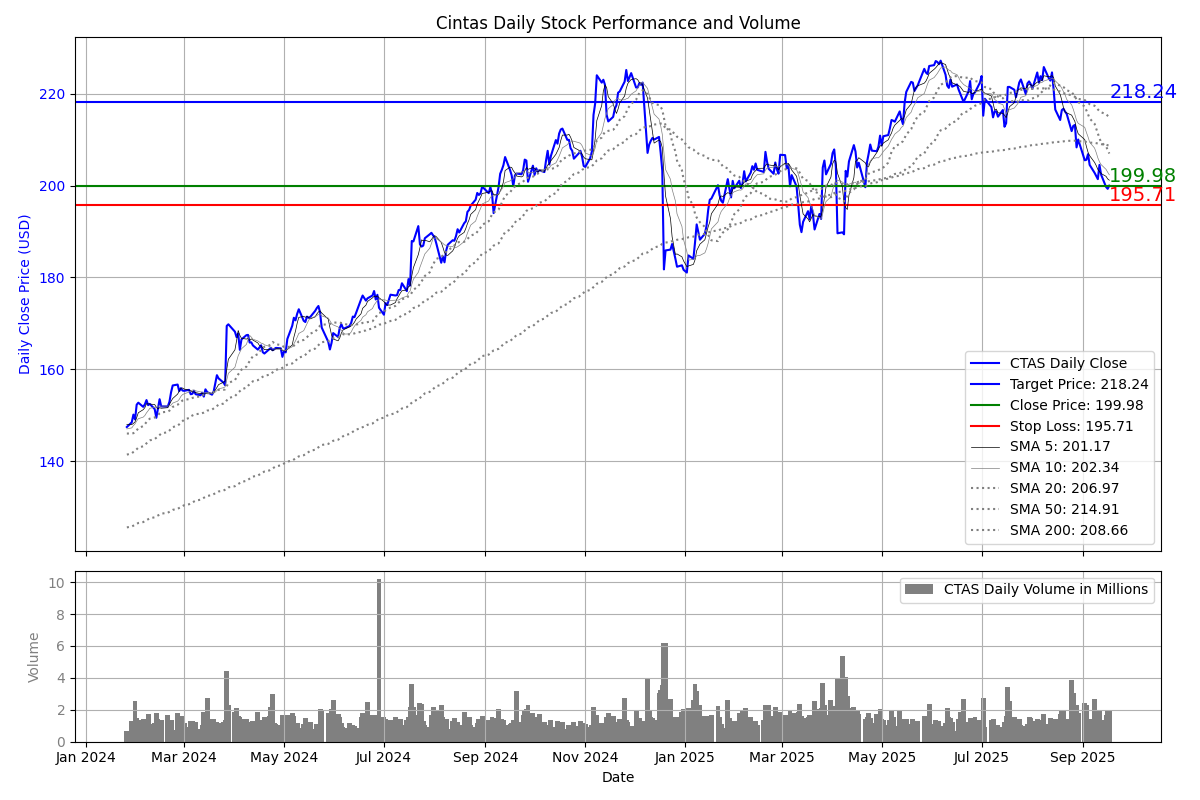 Cintas Daily Stock Performance and Volume
Daily Close Price (USD)
220
200
180
160
140
218.24
199.98
195.71
CTAS Daily Close
Target Price: 218.24
Close Price: 199.98
Stop Loss: 195.71
SMA 5: 201.17
SMA 10: 202.34
SMA 20: 206.97
SMA 50: 214.91
SMA 200: 208.66
Volume
10
8
6
4
2
0
CTAS Daily Volume in Millions
Jan 2024 Mar 2024 May 2024 Jul 2024 Sep 2024 Nov 2024 Jan 2025 Mar 2025 May 2025 Jul 2025 Sep 2025
Date